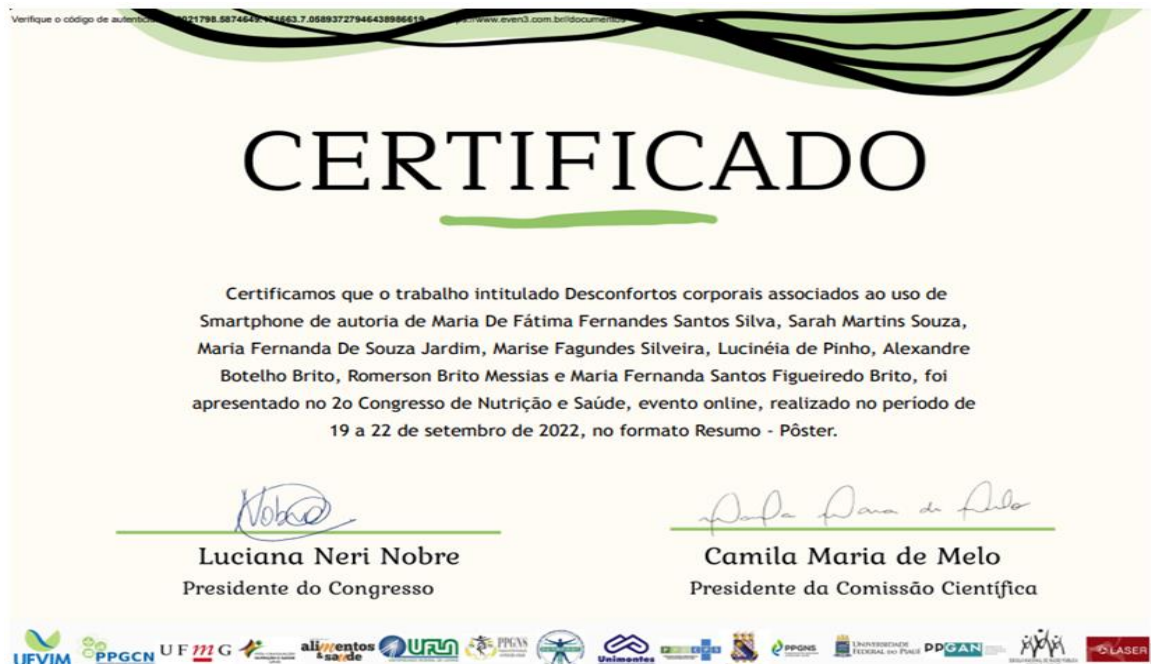 Verifique o código de
CERTIFICADO
Certificamos que o trabalho intitulado Desconfortos corporais associados ao uso de
Smartphone de autoria de Maria De Fátima Fernandes Santos Silva, Sarah Martins Souza,
Maria Fernanda De Souza Jardim, Marise Fagundes Silveira, Lucinéia de Pinho, Alexandre
Botelho Brito, Romerson Brito Messias e Maria Fernanda Santos Figueiredo Brito, foi
apresentado no 2o Congresso de Nutrição e Saúde, evento online, realizado no período de
19 a 22 de setembro de 2022, no formato Resumo - Pôster.
Luciana Neri Nobre
Presidente do Congresso
Camila Maria de Melo
Presidente da Comissão Científica
UFVJM PPGCN UFMG alimentos & saúde UFLA PPGNS Unimontes PPGNS UNIVERSIDADE FEDERAL DO PIAUÍ PPGAN LASER